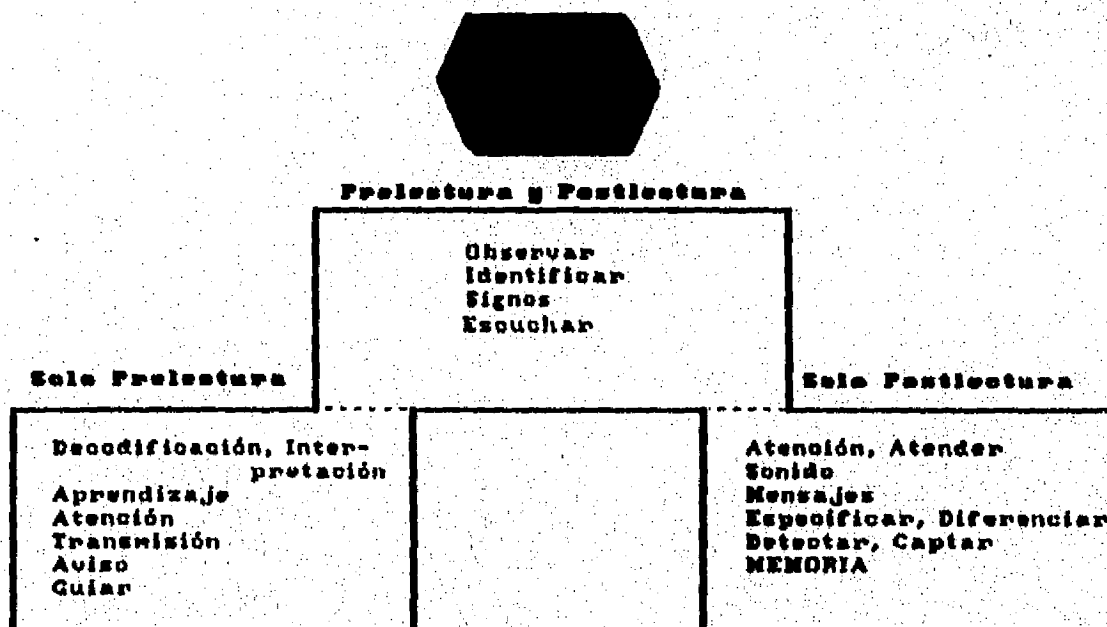 Prelectura y Postlectura
Observar
Identificar
Signos
Escuchar
Solo Prelectura
Decodificación, Inter-
pretación
Aprendizaje
Atención
Transmisión
Aviso
Guiar
Solo Postlectura
Atención, Atender
Sonido
Mensajes
Especificar, Diferenciar
Detectar, Captar
MEMORIA